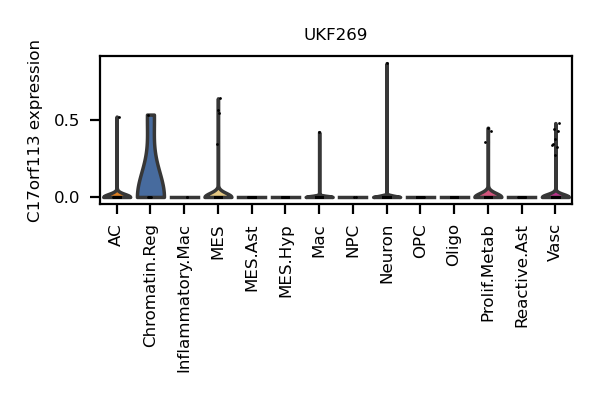 UKF269
C17orf113 expression
0.5
0.0
AC
Chromatin.Reg
Inflammatory.Mac
MES
MES.Ast
MES.Hyp
Mac
NPC
Neuron
OPC
Oligo
Prolif.Metab
Reactive.Ast
Vasc